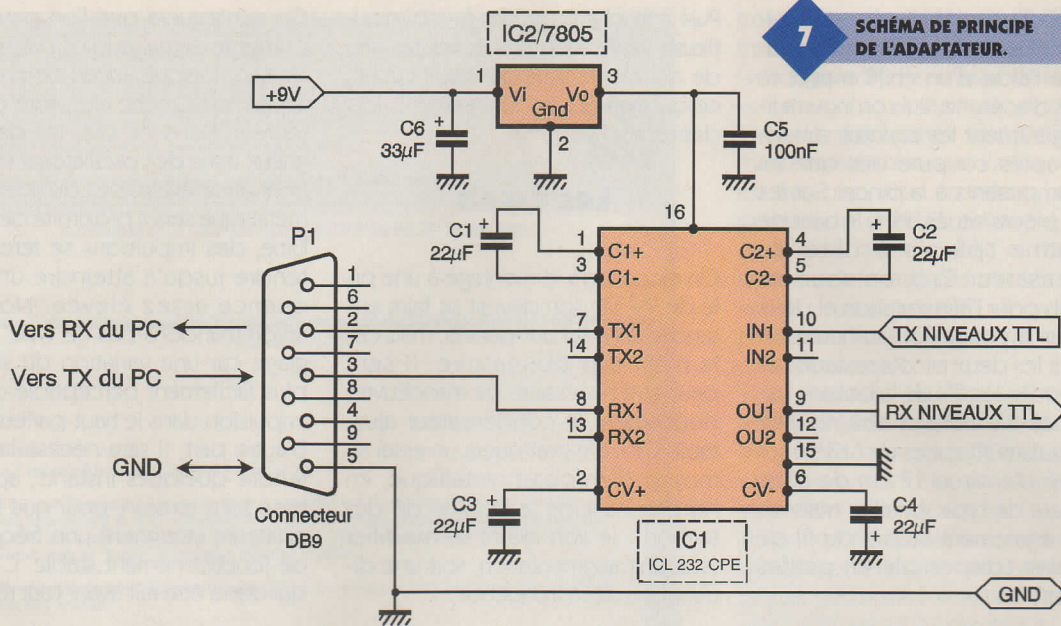 7
SCHÉMA DE PRINCIPE
DE L'ADAPTATEUR.
IC2/7805
+9V
1
Vi
Vo
3
Gnd
2
C6
+
33µF
C5
+
100nF
16
P1
C1
+
22µF
1
C1+
3
C1-
C2+
4
C2-
5
+
C2
22µF
Vers RX du PC
Vers TX du PC
GND
1
6
2
7
3
8
4
9
5
Connecteur
DB9
7
TX1
14
TX2
8
RX1
13
RX2
2
CV+
IN1
10
IN2
11
OU1
9
OU2
12
15
CV-
6
TX NIVEAUX TTL
RX NIVEAUX TTL
C3
+
22µF
C4
22µF
+
IC1
ICL 232 CPE
GND